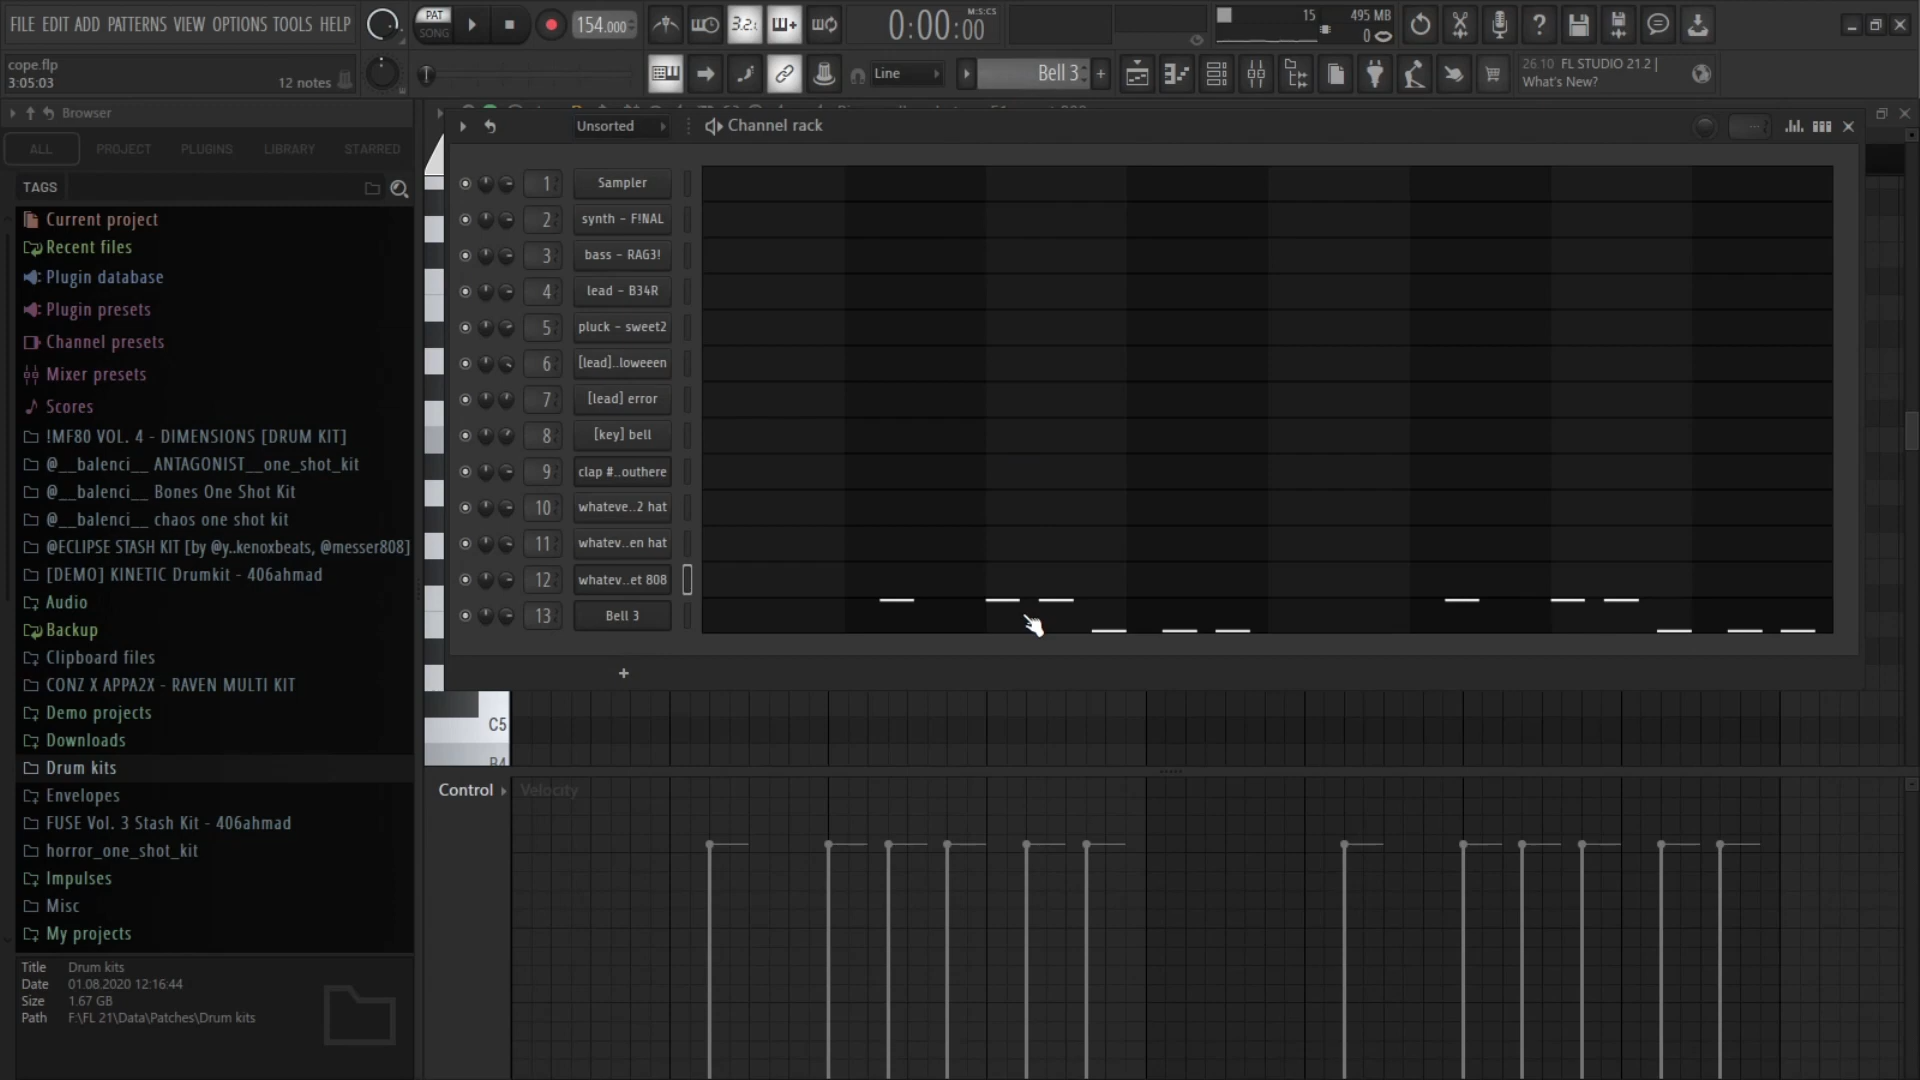 FILE EDIT ADD PATTERNS VIEW OPTIONS TOOLS HELP
PAT
SONG
154.000
3.2.
0:00:00
M:S:CS
15
495 MB
0
cope.flp
3:05:03
12 notes
Line
Bell 3
+
26.10 FL STUDIO 21.2 |
What's New?
Browser
ALL
PROJECT
PLUGINS
LIBRARY
STARRED
TAGS
Current project
Recent files
Plugin database
Plugin presets
Channel presets
Mixer presets
Scores
!MF80 VOL. 4 - DIMENSIONS [DRUM KIT]
@__balenci__ ANTAGONIST__one_shot_kit
@__balenci__ Bones One Shot Kit
@__balenci__ chaos one shot kit
@ECLIPSE STASH KIT [by @y..kenoxbeats, @messer808]
[DEMO] KINETIC Drumkit - 406ahmad
Audio
Backup
Clipboard files
CONZ X APPA2X - RAVEN MULTI KIT
Demo projects
Downloads
Drum kits
Envelopes
FUSE Vol. 3 Stash Kit - 406ahmad
horror_one_shot_kit
Impulses
Misc
My projects
Title Drum kits
Date 01.08.2020 12:16:44
Size 1.67 GB
Path F:\FL 21\Data\Patches\Drum kits
Unsorted
Channel rack
1 Sampler
2 synth - F!NAL
3 bass - RAG3!
4 lead - B34R
5 pluck - sweet2
6 [lead]..loweeen
7 [lead] error
8 [key] bell
9 clap #..outhere
10 whateve..2 hat
11 whatev..en hat
12 whatev..et 808
13 Bell 3
+
C5
B4
Control
Velocity